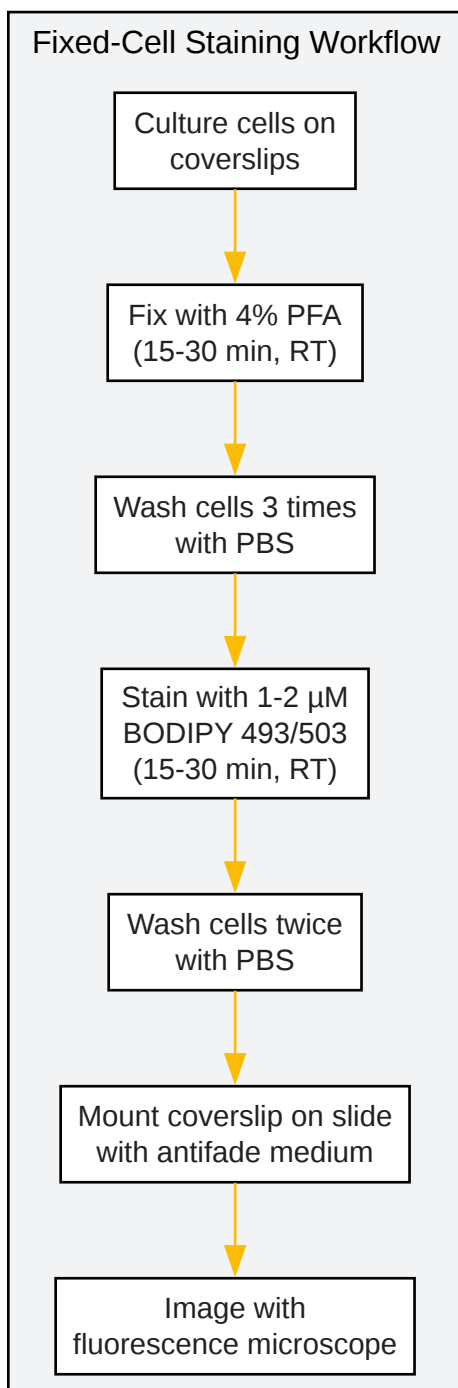 Fixed-Cell Staining Workflow
Culture cells on
coverslips
Fix with 4% PFA
(15-30 min, RT)
Wash cells 3 times
with PBS
Stain with 1-2 µM
BODIPY 493/503
(15-30 min, RT)
Wash cells twice
with PBS
Mount coverslip on slide
with antifade medium
Image with
fluorescence microscope